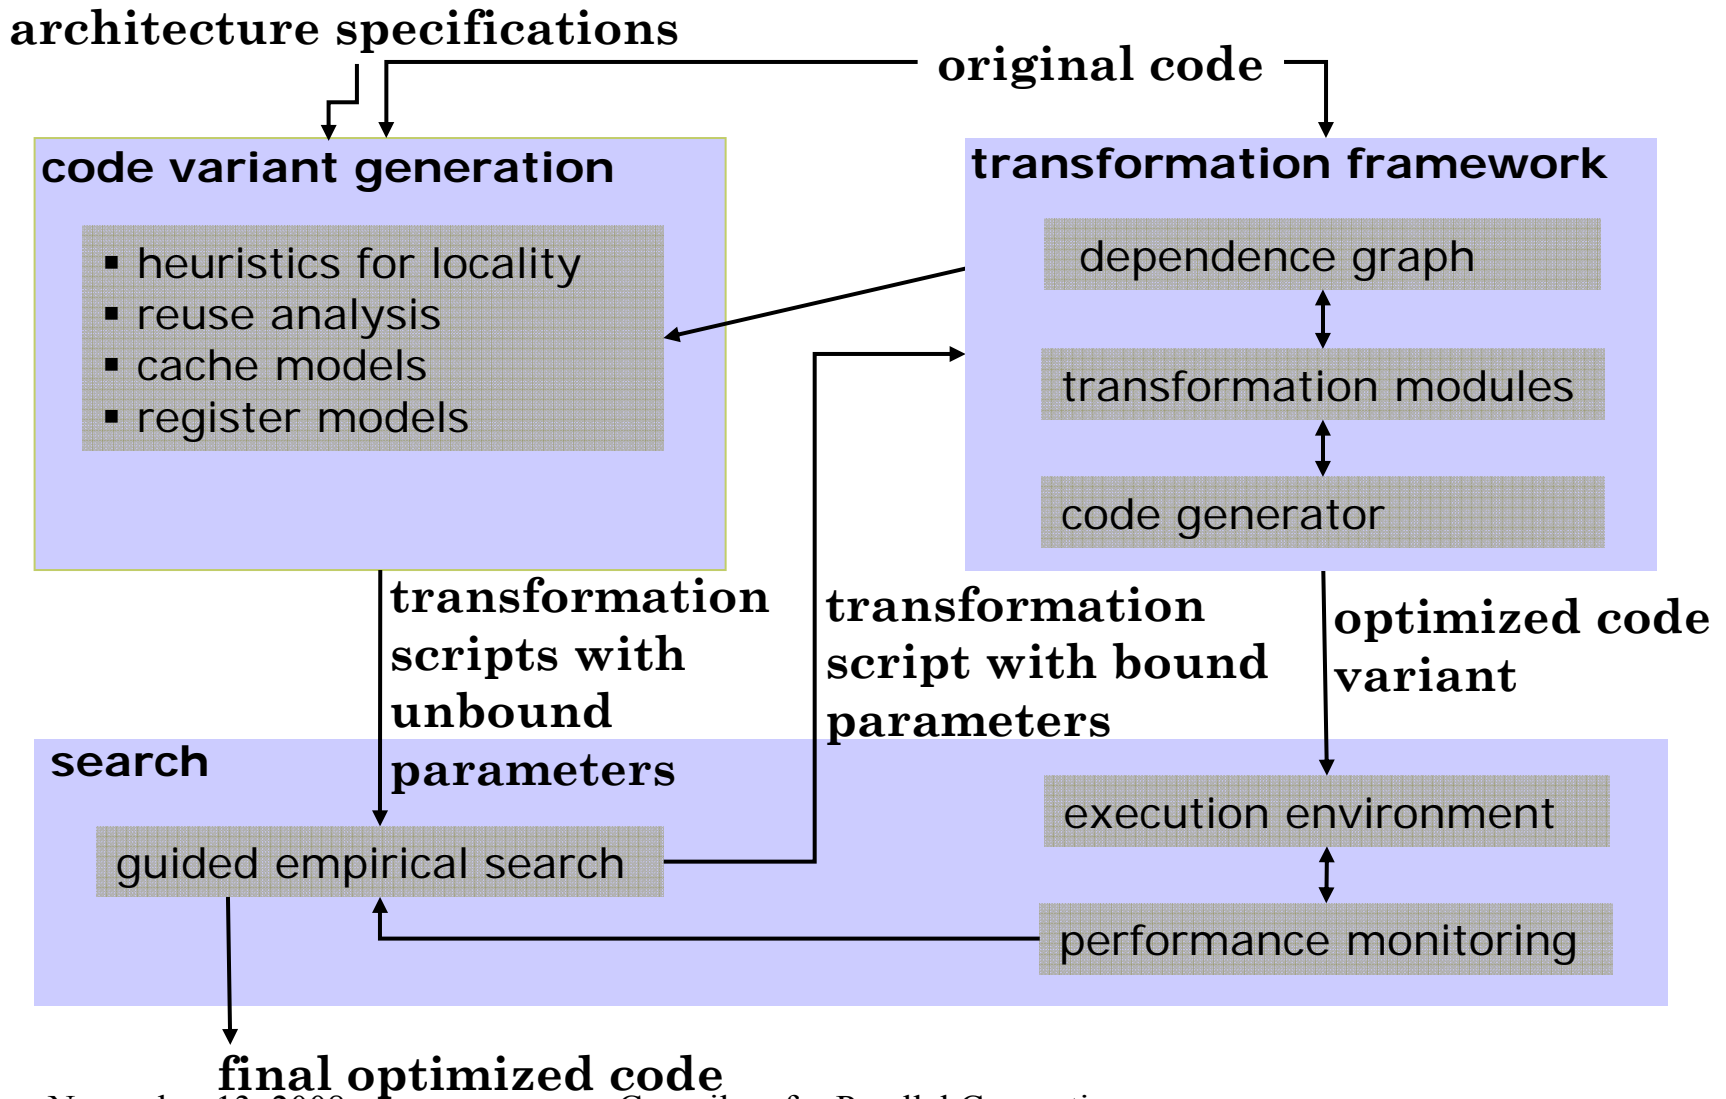 architecture specifications
original code
code variant generation
▪ heuristics for locality
▪ reuse analysis
▪ cache models
▪ register models
transformation framework
dependence graph
transformation modules
code generator
transformation
scripts with
unbound
parameters
transformation
script with bound
parameters
optimized code
variant
search
guided empirical search
execution environment
performance monitoring
final optimized code